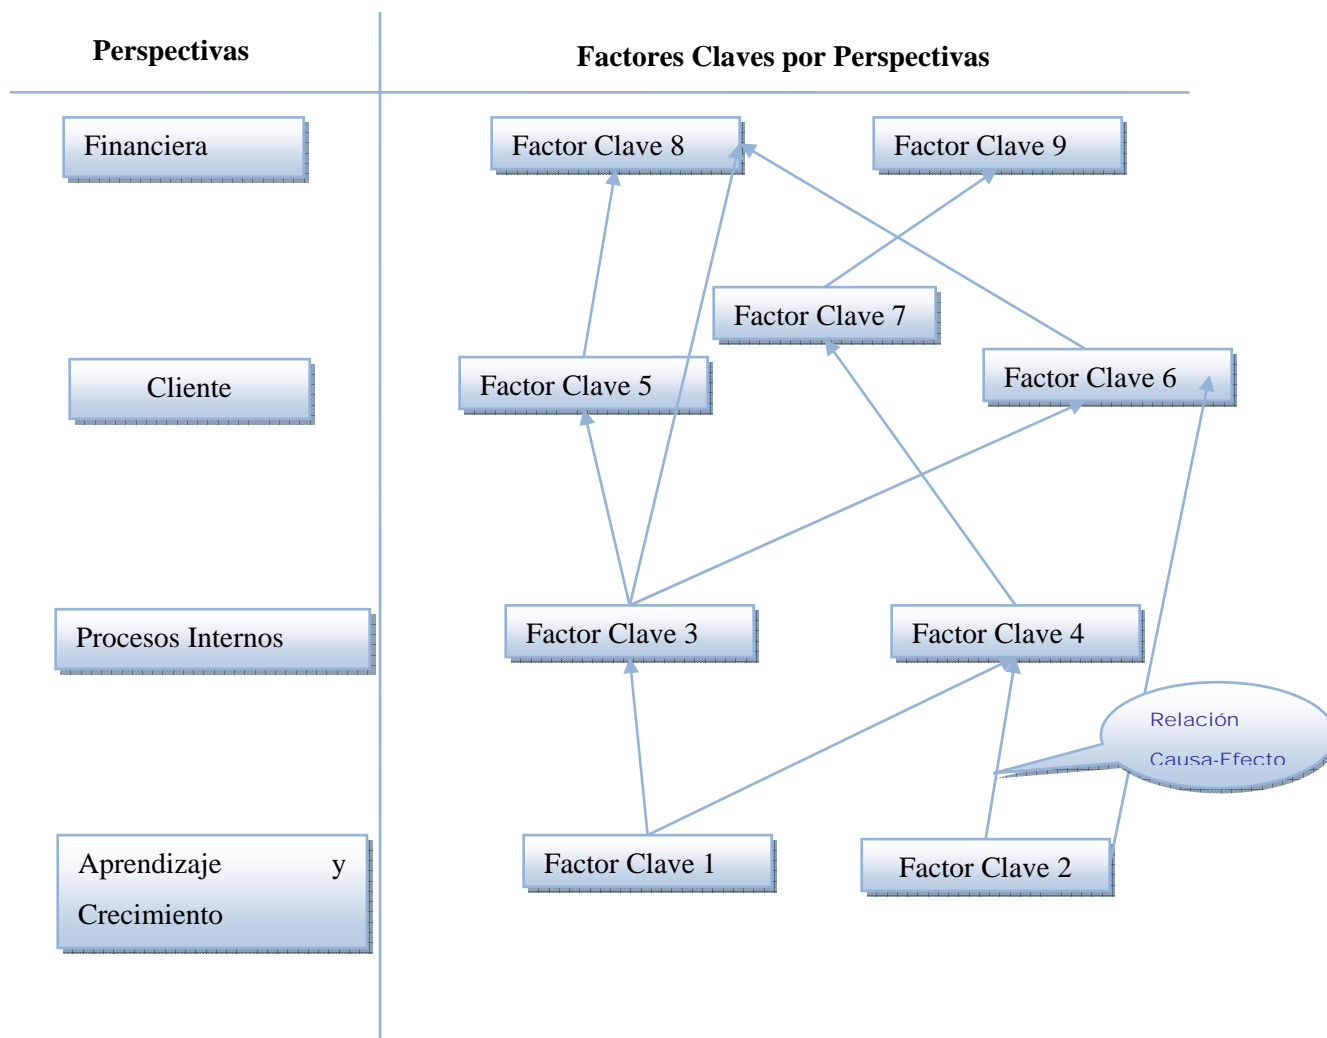 Perspectivas
Factores Claves por Perspectivas
Financiera
Factor Clave 8
Factor Clave 9
Factor Clave 7
Cliente
Factor Clave 5
Factor Clave 6
Procesos Internos
Factor Clave 3
Factor Clave 4
Relación
Causa-Efecto
Aprendizaje y
Crecimiento
Factor Clave 1
Factor Clave 2